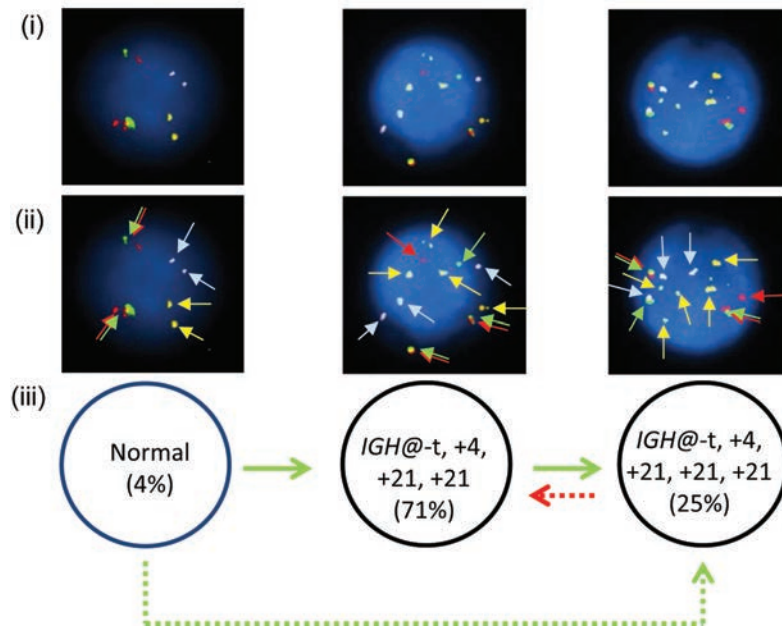 (i)
(ii)
(iii)
Normal
(4%)
IGH@-t, +4,
+21, +21
(71%)
IGH@-t, +4,
+21, +21, +21
(25%)